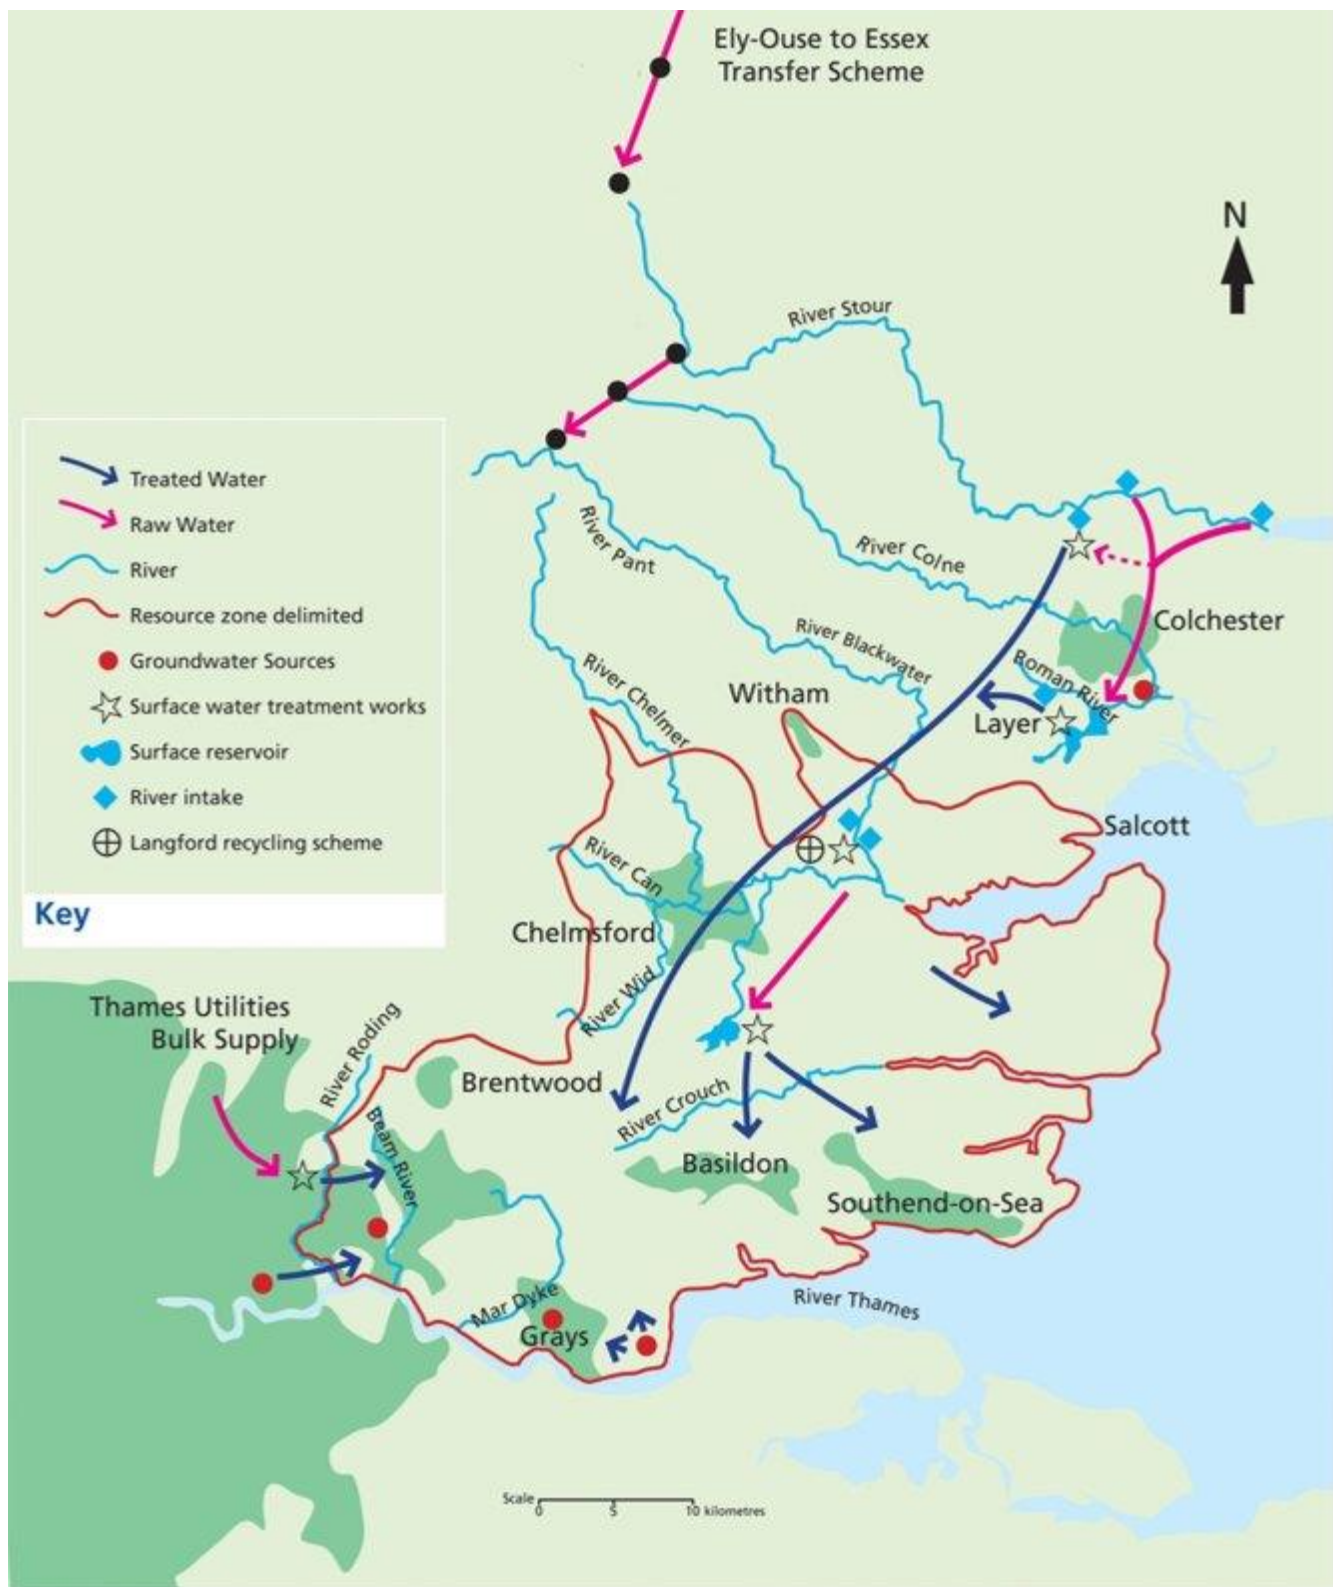 Ely-Ouse to Essex
Transfer Scheme
N
River Stour
Treated Water
Raw Water
River
Resource zone delimited
Groundwater Sources
Surface water treatment works
Surface reservoir
River intake
Langford recycling scheme
Key
River Pant
River Colne
Colchester
River Blackwater
Roman River
River Chelmer
Witham
Layer
Salcott
River Can
Chelmsford
River Wid
Thames Utilities
Bulk Supply
River Roding
Brentwood
River Crouch
Beam River
Basildon
Southend-on-Sea
Mar Dyke
Grays
River Thames
Scale
0 5 10 kilometres